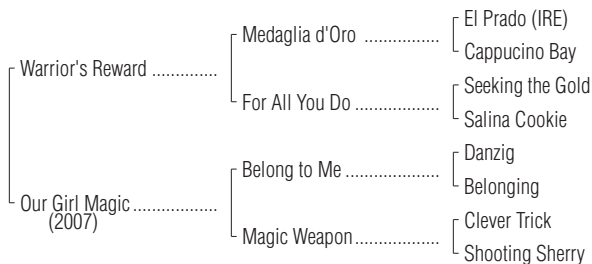 El Prado (IRE)
Medaglia d'Oro ..................
Cappucino Bay
Warrior's Reward ..............
Seeking the Gold
For All You Do ....................
Salina Cookie
Danzig
Belong to Me ......................
Belonging
Our Girl Magic ..................
(2007)
Clever Trick
Magic Weapon....................
Shooting Sherry